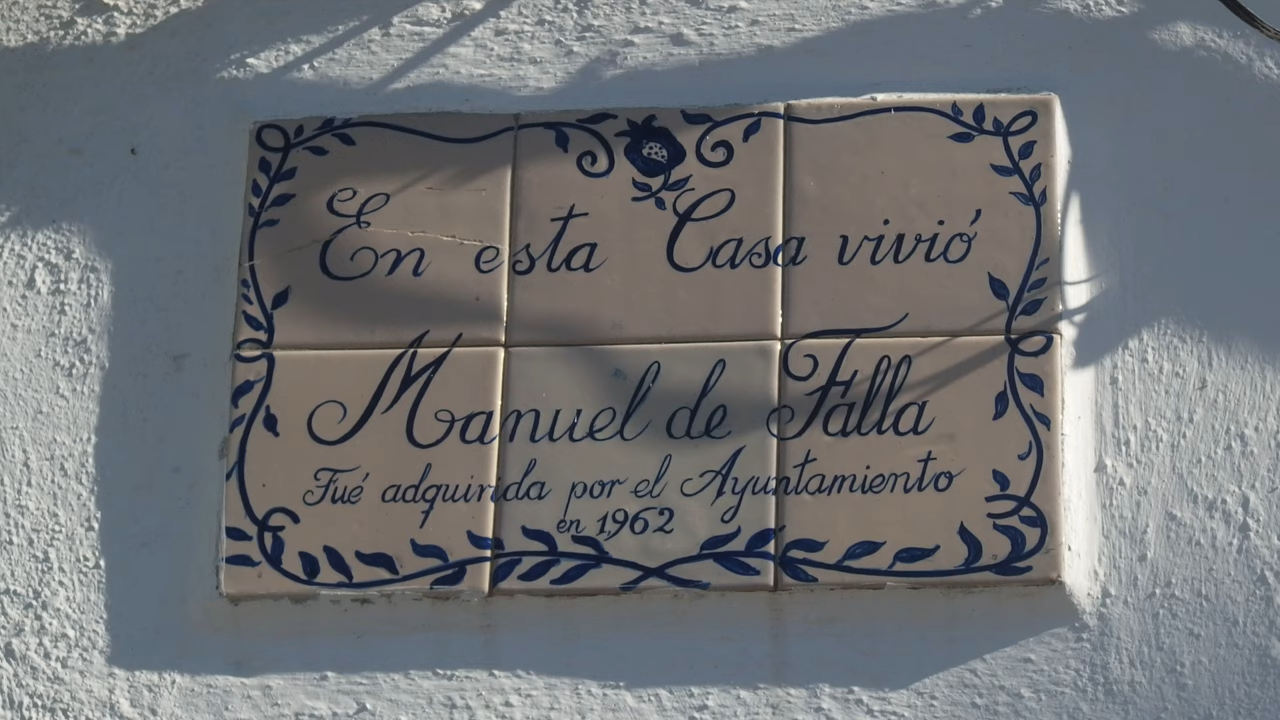 En esta Casa vivió
Manuel de Falla
Fué adquirida por el Ayuntamiento
en 1962